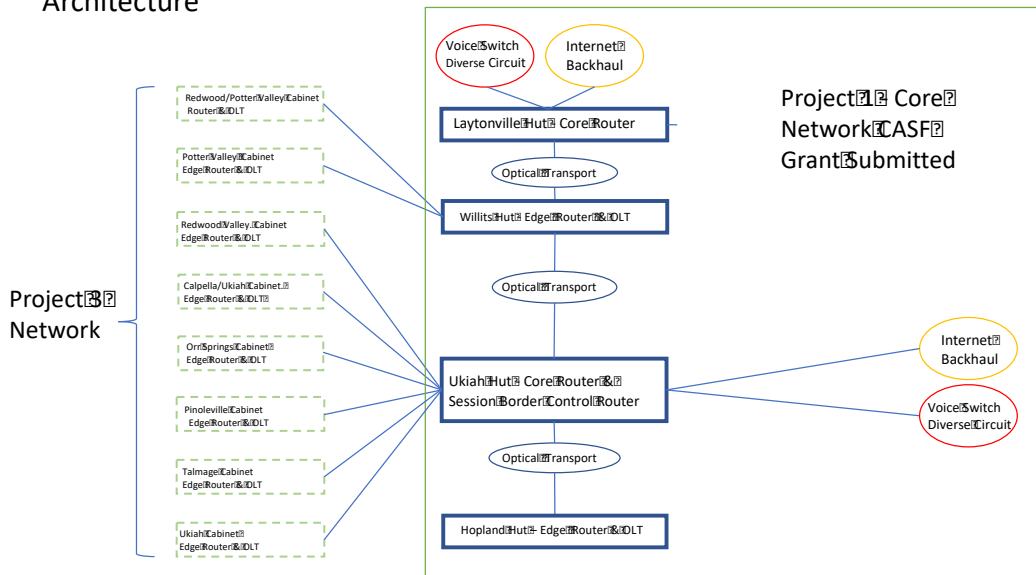 Architecture
Voice Switch
Diverse Circuit
Internet
Backhaul
Project 1 - Core
Network CASF
Grant Submitted
Redwood/Potter Valley Cabinet
Router & OLT
Laytonville Hut - Core Router
Potter Valley Cabinet
Edge Router & OLT
Optical Transport
Willits Hut - Edge Router & OLT
Redwood Valley. Cabinet
Edge Router & OLT
Optical Transport
Calpella/Ukiah Cabinet.
Edge Router & OLT
Project 3
Network
Orr Springs Cabinet
Edge Router & OLT
Internet
Backhaul
Ukiah Hut - Core Router &
Session Border Control Router
Pinoleville Cabinet
Edge Router & OLT
Voice Switch
Diverse Circuit
Optical Transport
Talmage Cabinet
Edge Router & OLT
Hopland Hut – Edge Router & OLT
Ukiah Cabinet
Edge Router & OLT